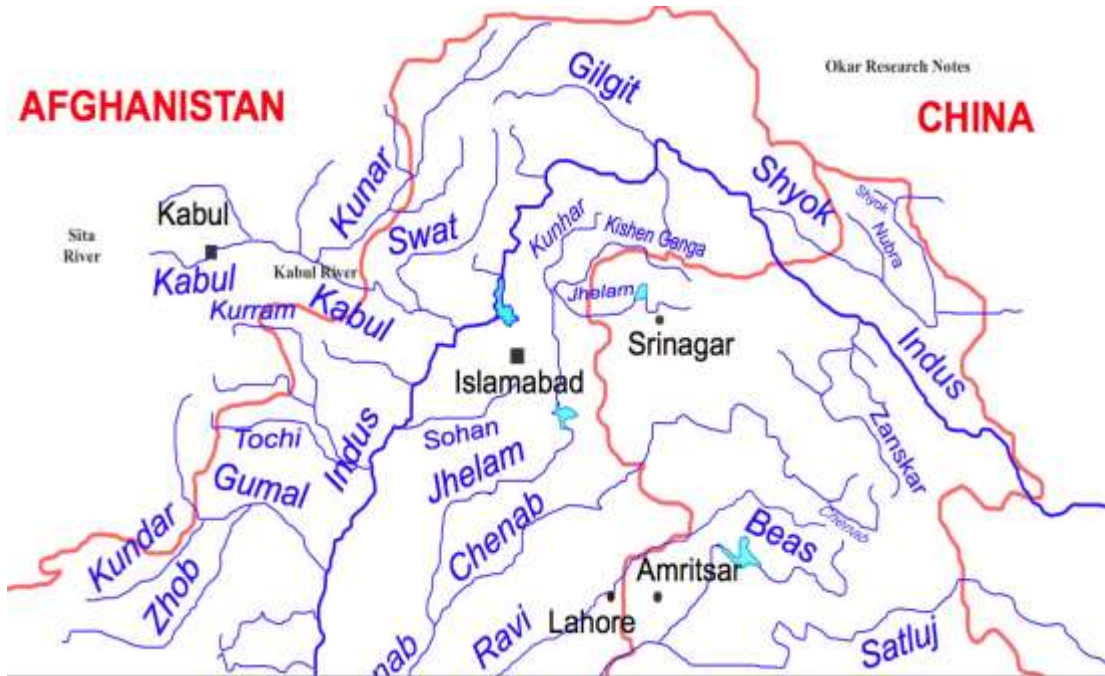 Gilgit
Okar Research Notes
AFGHANISTAN
CHINA
Kunar
Shyok
Shyok
Kabul
Swat
Kunhar
Kishen Genga
Nubra
Sita
River
Kabul River
Kabul
Kabul
Kurram
Jhelam
Srinagar
Indus
Islamabad
Zanskar
Indus
Sohan
Tochi
Jhelam
Gumal
Chenab
Chenab
Beas
Kundar
Zhob
Amritsar
Lahore
Ravi
Satluj
nab